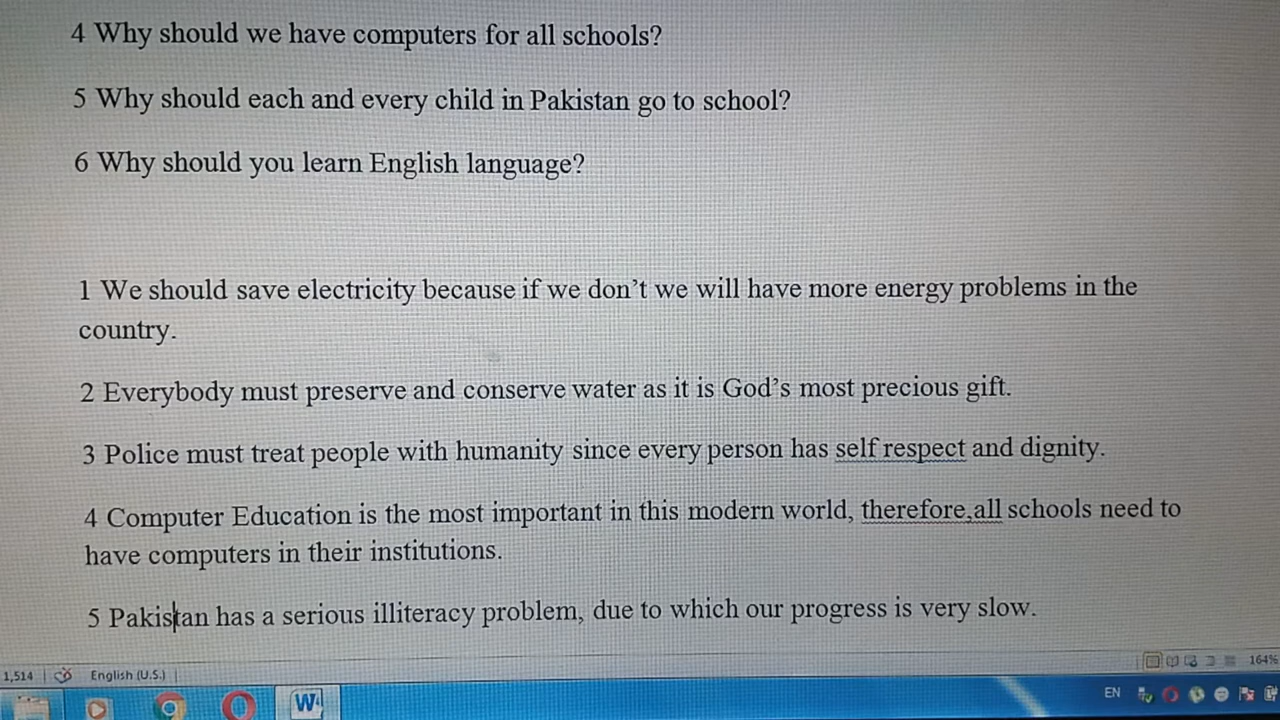 4 Why should we have computers for all schools?
5 Why should each and every child in Pakistan go to school?
6 Why should you learn English language?
1 We should save electricity because if we don't we will have more energy problems in the
country.
2 Everybody must preserve and conserve water as it is God's most precious gift.
3 Police must treat people with humanity since every person has self respect and dignity.
4 Computer Education is the most important in this modern world, therefore,all schools need to
have computers in their institutions.
5 Pakistan has a serious illiteracy problem, due to which our progress is very slow.
1,514 English (U.S.) 164%
W EN